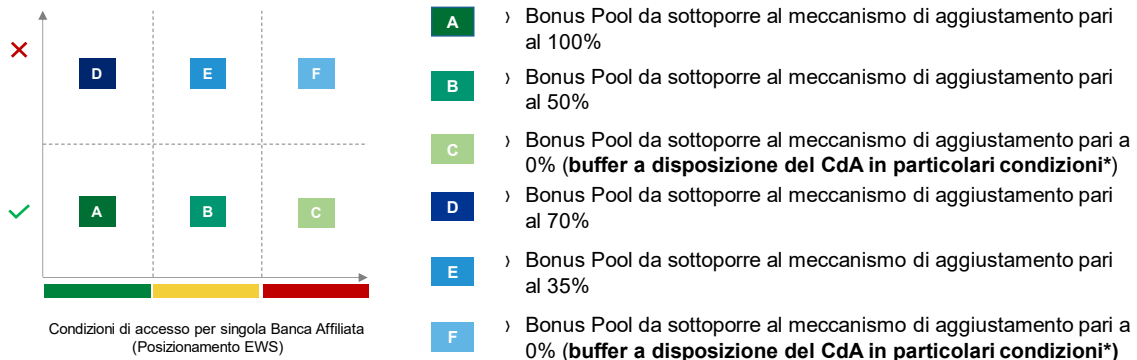 D
E
F
A
B
C
Condizioni di accesso per singola Banca Affiliata
(Posizionamento EWS)
A
› Bonus Pool da sottoporre al meccanismo di aggiustamento pari
al 100%
B
› Bonus Pool da sottoporre al meccanismo di aggiustamento pari
al 50%
C
› Bonus Pool da sottoporre al meccanismo di aggiustamento pari a
0% (buffer a disposizione del CdA in particolari condizioni*)
D
› Bonus Pool da sottoporre al meccanismo di aggiustamento pari
al 70%
E
› Bonus Pool da sottoporre al meccanismo di aggiustamento pari
al 35%
F
› Bonus Pool da sottoporre al meccanismo di aggiustamento pari a
0% (buffer a disposizione del CdA in particolari condizioni*)